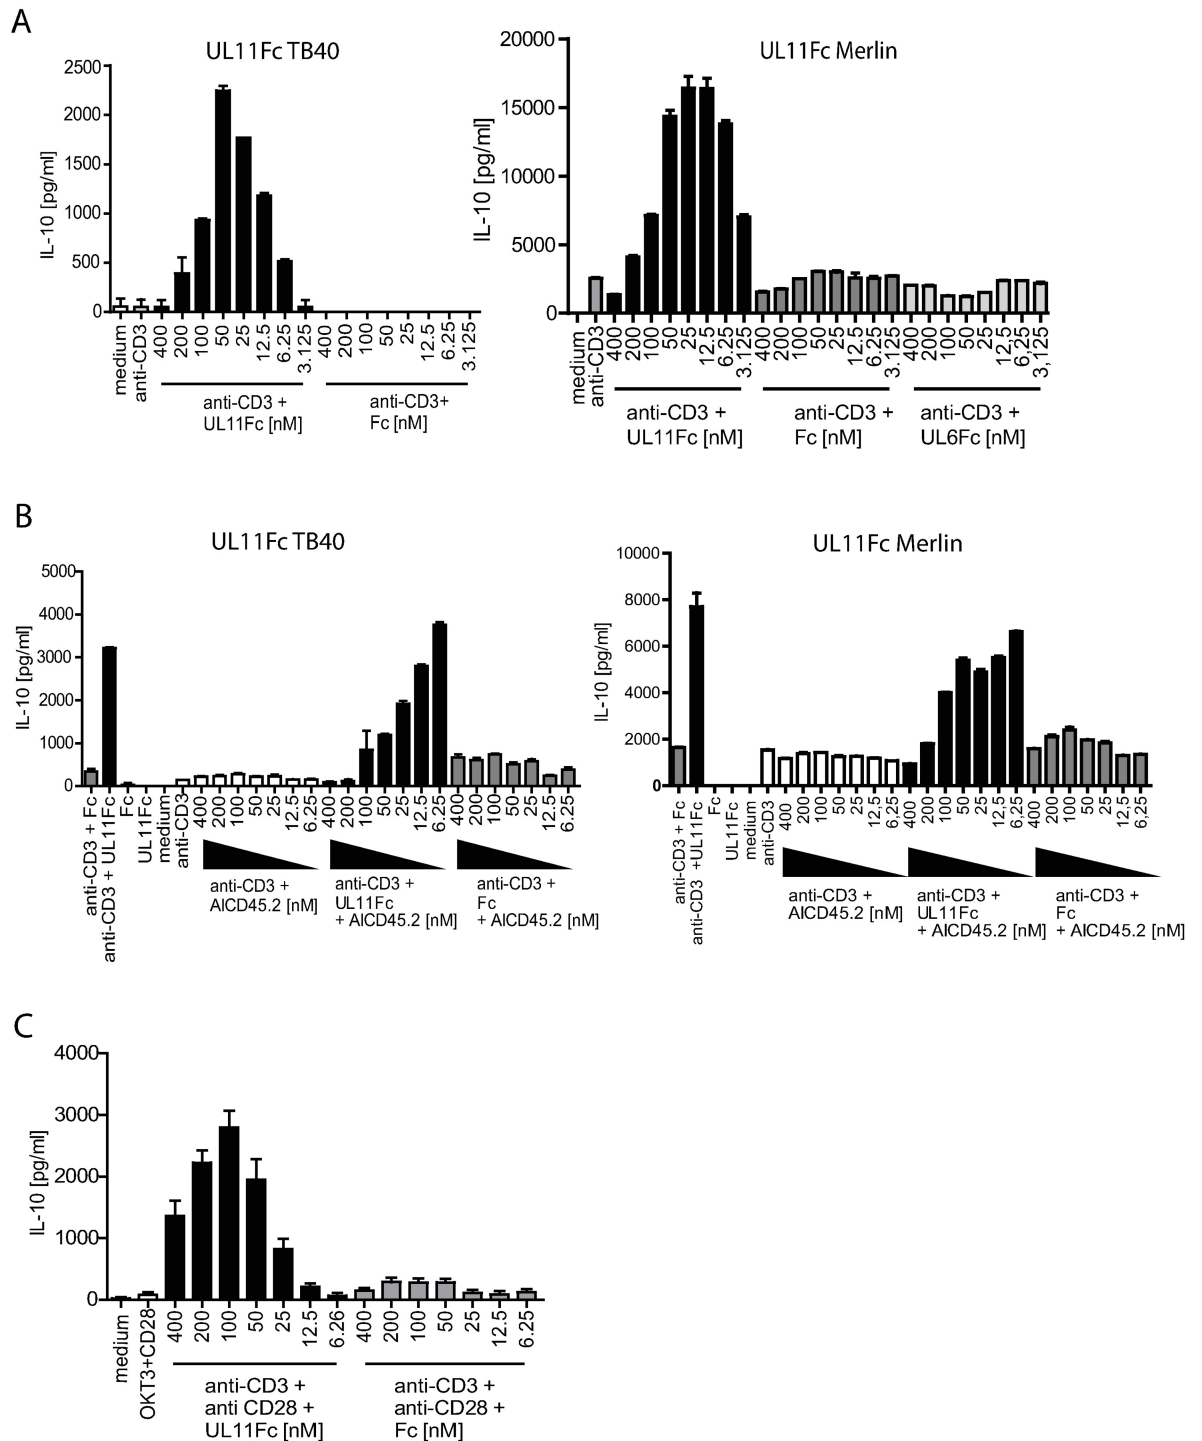 A
UL11Fc TB40
2500
2000
1500
1000
500
0
IL-10 [pg/ml]
medium
anti-CD3
400
200
100
50
25
12.5
6.25
3.125
400
200
100
50
25
12.5
6.25
3.125
anti-CD3 +
UL11Fc [nM]
anti-CD3+
Fc [nM]
UL11Fc Merlin
20000
15000
10000
5000
0
IL-10 [pg/ml]
medium
anti-CD3
400
200
100
50
25
12.5
6.25
3.125
400
200
100
50
25
12.5
6.25
3.125
400
200
100
50
25
12,5
6,25
3,125
anti-CD3 +
UL11Fc [nM]
anti-CD3 +
Fc [nM]
anti-CD3 +
UL6Fc [nM]
B
UL11Fc TB40
5000
4000
3000
2000
1000
0
IL-10 [pg/ml]
anti-CD3 + Fc
anti-CD3 + UL11Fc
Fc
UL11Fc
medium
anti-CD3
400
200
100
50
25
12.5
6.25
400
200
100
50
25
12.5
6.25
400
200
100
50
25
12.5
6.25
anti-CD3 +
AICD45.2 [nM]
anti-CD3 +
UL11Fc
+ AICD45.2 [nM]
anti-CD3 +
Fc
+ AICD45.2 [nM]
UL11Fc Merlin
10000
8000
6000
4000
2000
0
IL-10 [pg/ml]
anti-CD3 + Fc
anti-CD3 +UL11Fc
Fc
UL11Fc
medium
anti-CD3
400
200
100
50
25
12,5
6,25
400
200
100
50
25
12,5
6,25
400
200
100
50
25
12,5
6,25
anti-CD3 +
AICD45.2 [nM]
anti-CD3 +
UL11Fc
+ AICD45.2 [nM]
anti-CD3 +
Fc
+ AICD45.2 [nM]
C
4000
3000
2000
1000
0
IL-10 [pg/ml]
medium
OKT3+CD28
400
200
100
50
25
12.5
6.26
400
200
100
50
25
12.5
6.25
anti-CD3 +
anti CD28 +
UL11Fc [nM]
anti-CD3 +
anti-CD28 +
Fc [nM]